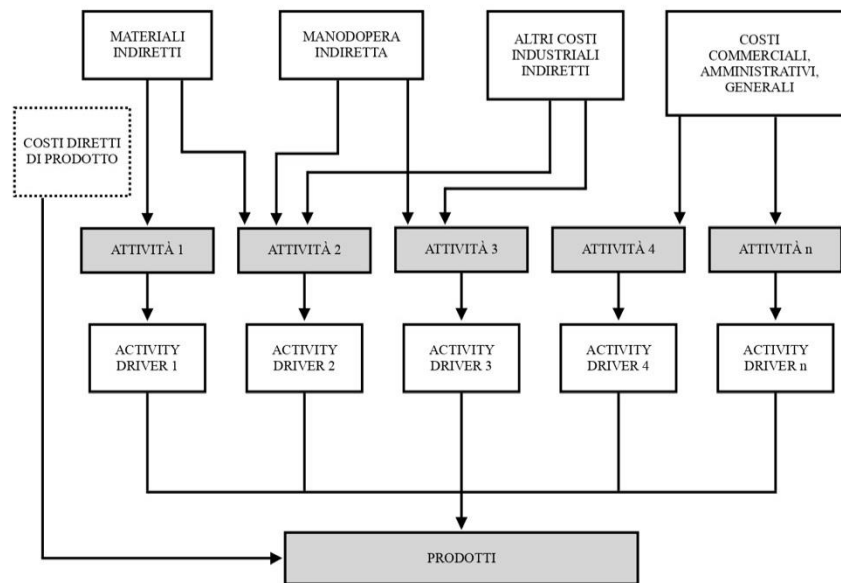 MATERIALI
INDIRETTI
MANODOPERA
INDIRETTA
ALTRI COSTI
INDUSTRIALI
INDIRETTI
COSTI
COMMERCIALI,
AMMINISTRATIVI,
GENERALI
COSTI DIRETTI
DI PRODOTTO
ATTIVITÀ 1
ATTIVITÀ 2
ATTIVITÀ 3
ATTIVITÀ 4
ATTIVITÀ n
ACTIVITY
DRIVER 1
ACTIVITY
DRIVER 2
ACTIVITY
DRIVER 3
ACTIVITY
DRIVER 4
ACTIVITY
DRIVER n
PRODOTTI